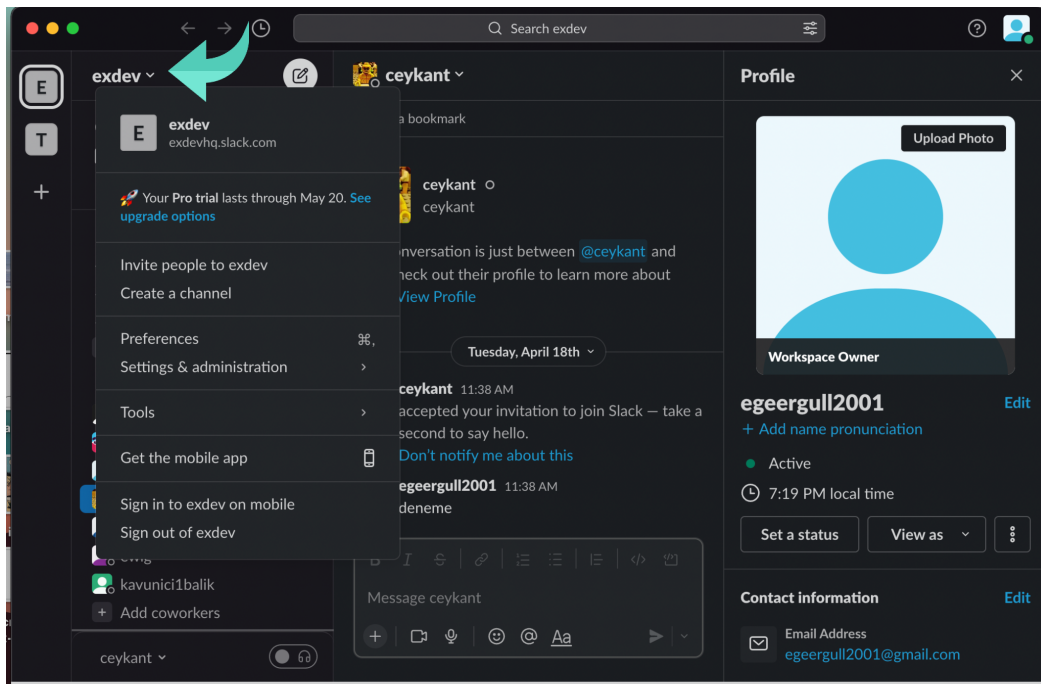 Search exdev
E
T
exdev
E
exdev
exdevhq.slack.com
Your Pro trial lasts through May 20. See
upgrade options
Invite people to exdev
Create a channel
Preferences ⌘,
Settings & administration
Tools
Get the mobile app
Sign in to exdev on mobile
Sign out of exdev
kavunici1balik
+ Add coworkers
ceykant
ceykant
a bookmark
ceykant
ceykant
nversation is just between @ceykant and
heck out their profile to learn more about
View Profile
Tuesday, April 18th
ceykant 11:38 AM
accepted your invitation to join Slack — take a
second to say hello.
Don't notify me about this
egeergull2001 11:38 AM
deneme
B I S
Message ceykant
Aa
Profile
Upload Photo
Workspace Owner
egeergull2001 Edit
+ Add name pronunciation
Active
7:19 PM local time
Set a status View as
Contact information Edit
Email Address
egeergull2001@gmail.com